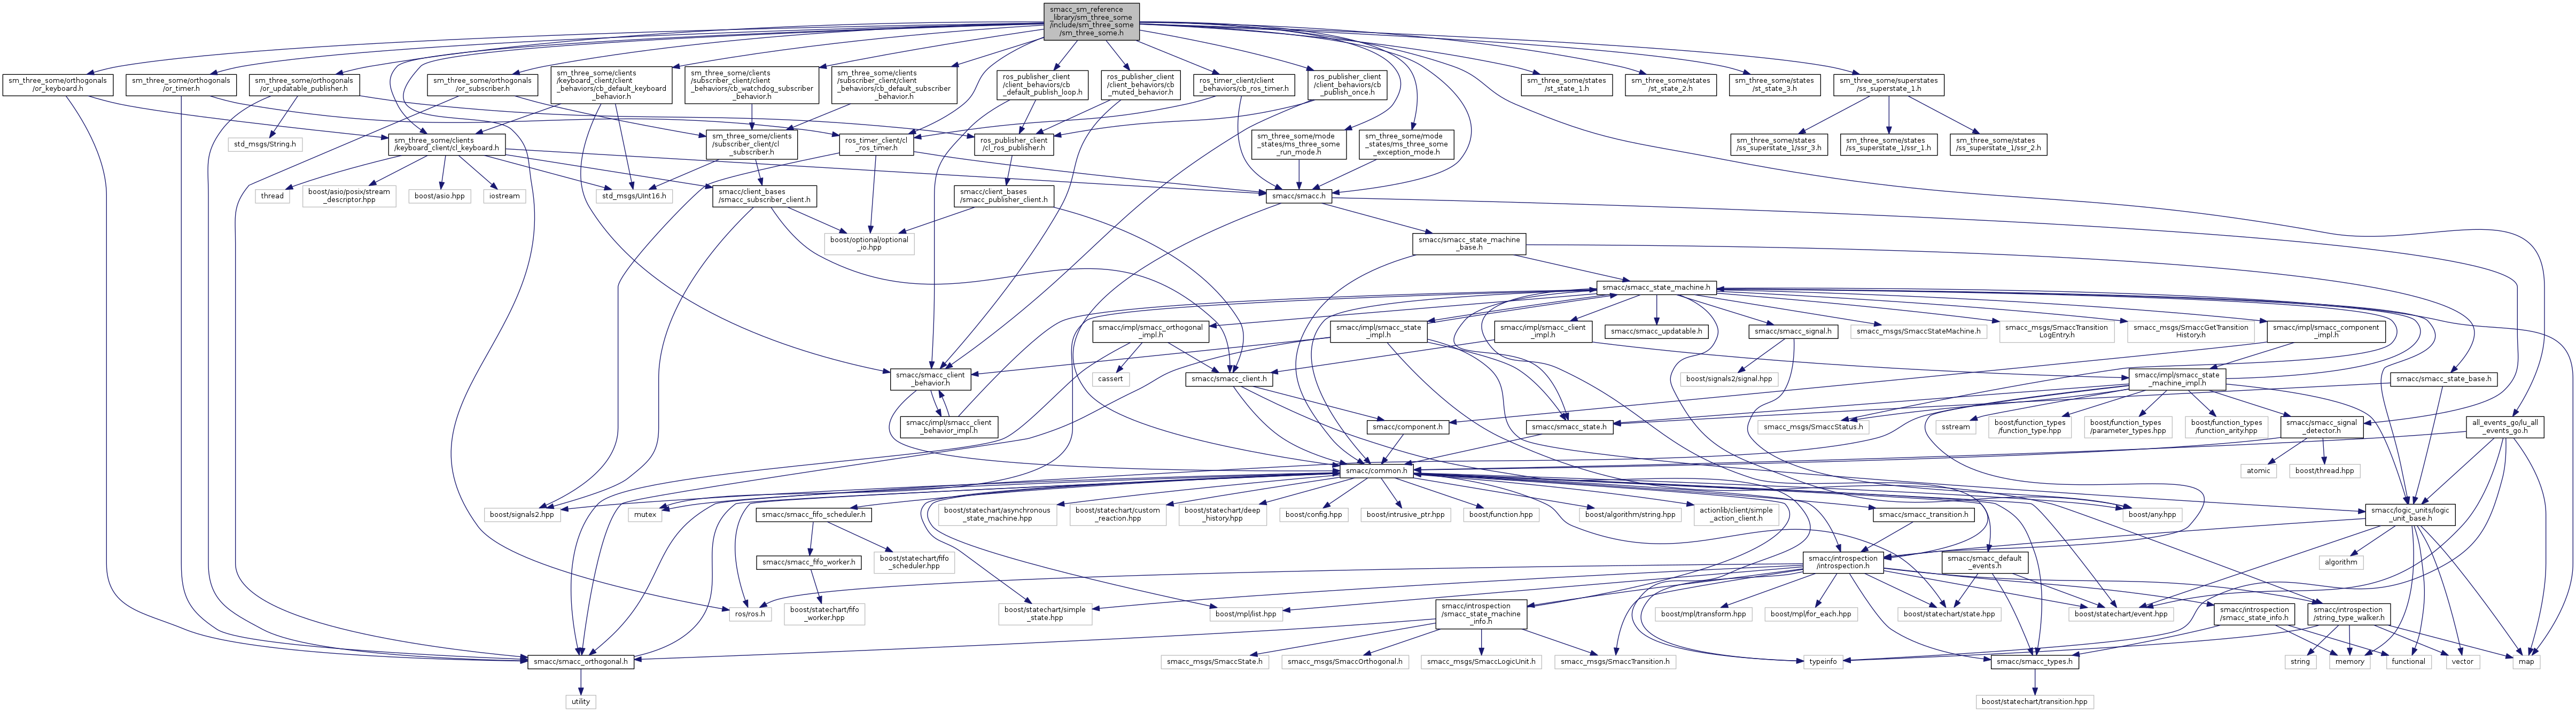 smacc_sm_reference
_library/sm_three_some
/include/sm_three_some
/sm_three_some.h
sm_three_some/orthogonals
/or_keyboard.h
sm_three_some/orthogonals
/or_timer.h
sm_three_some/orthogonals
/or_updatable_publisher.h
sm_three_some/orthogonals
/or_subscriber.h
sm_three_some/clients
/keyboard_client/client
_behaviors/cb_default_keyboard
_behavior.h
sm_three_some/clients
/subscriber_client/client
_behaviors/cb_watchdog_subscriber
_behavior.h
sm_three_some/clients
/subscriber_client/client
_behaviors/cb_default_subscriber
_behavior.h
ros_publisher_client
/client_behaviors/cb
_default_publish_loop.h
ros_publisher_client
/client_behaviors/cb
_muted_behavior.h
ros_timer_client/client
_behaviors/cb_ros_timer.h
ros_publisher_client
/client_behaviors/cb
_publish_once.h
sm_three_some/states
/st_state_1.h
sm_three_some/states
/st_state_2.h
sm_three_some/states
/st_state_3.h
sm_three_some/superstates
/ss_superstate_1.h
std_msgs/String.h
sm_three_some/clients
/keyboard_client/cl_keyboard.h
sm_three_some/clients
/subscriber_client/cl
_subscriber.h
ros_timer_client/cl
_ros_timer.h
ros_publisher_client
/cl_ros_publisher.h
sm_three_some/mode
_states/ms_three_some
_run_mode.h
sm_three_some/mode
_states/ms_three_some
_exception_mode.h
sm_three_some/states
/ss_superstate_1/ssr_3.h
sm_three_some/states
/ss_superstate_1/ssr_1.h
sm_three_some/states
/ss_superstate_1/ssr_2.h
thread
boost/asio/posix/stream
_descriptor.hpp
boost/asio.hpp
iostream
std_msgs/UInt16.h
smacc/client_bases
/smacc_subscriber_client.h
smacc/client_bases
/smacc_publisher_client.h
smacc/smacc.h
boost/optional/optional
_io.hpp
smacc/smacc_state_machine
_base.h
smacc/smacc_state_machine.h
smacc/impl/smacc_orthogonal
_impl.h
smacc/impl/smacc_state
_impl.h
smacc/impl/smacc_client
_impl.h
smacc/smacc_updatable.h
smacc/smacc_signal.h
smacc_msgs/SmaccStateMachine.h
smacc_msgs/SmaccTransition
LogEntry.h
smacc_msgs/SmaccGetTransition
History.h
smacc/impl/smacc_component
_impl.h
smacc/smacc_client
_behavior.h
cassert
smacc/smacc_client.h
boost/signals2/signal.hpp
smacc/impl/smacc_state
_machine_impl.h
smacc/smacc_state_base.h
smacc/impl/smacc_client
_behavior_impl.h
smacc/component.h
smacc/smacc_state.h
smacc_msgs/SmaccStatus.h
sstream
boost/function_types
/function_type.hpp
boost/function_types
/parameter_types.hpp
boost/function_types
/function_arity.hpp
smacc/smacc_signal
_detector.h
all_events_go/iu_all
_events_go.h
smacc/common.h
atomic
boost/thread.hpp
boost/signals2.hpp
mutex
smacc/smacc_fifo_scheduler.h
boost/statechart/asynchronous
_state_machine.hpp
boost/statechart/custom
_reaction.hpp
boost/statechart/deep
_history.hpp
boost/config.hpp
boost/intrusive_ptr.hpp
boost/function.hpp
boost/algorithm/string.hpp
actionlib/client/simple
_action_client.h
smacc/smacc_transition.h
boost/any.hpp
smacc/logic_units/logic
_unit_base.h
smacc/smacc_fifo_worker.h
boost/statechart/fifo
_scheduler.hpp
smacc/introspection
/introspection.h
smacc/smacc_default
_events.h
algorithm
ros/ros.h
boost/statechart/fifo
_worker.hpp
boost/statechart/simple
_state.hpp
boost/mpl/list.hpp
smacc/introspection
/smacc_state_machine
_info.h
boost/mpl/transform.hpp
boost/mpl/for_each.hpp
boost/statechart/state.hpp
boost/statechart/event.hpp
smacc/introspection
/smacc_state_info.h
smacc/introspection
/string_type_walker.h
smacc/smacc_orthogonal.h
smacc_msgs/SmaccState.h
smacc_msgs/SmaccOrthogonal.h
smacc_msgs/SmaccLogicUnit.h
smacc_msgs/SmaccTransition.h
typeinfo
smacc/smacc_types.h
string
memory
functional
vector
map
utility
boost/statechart/transition.hpp